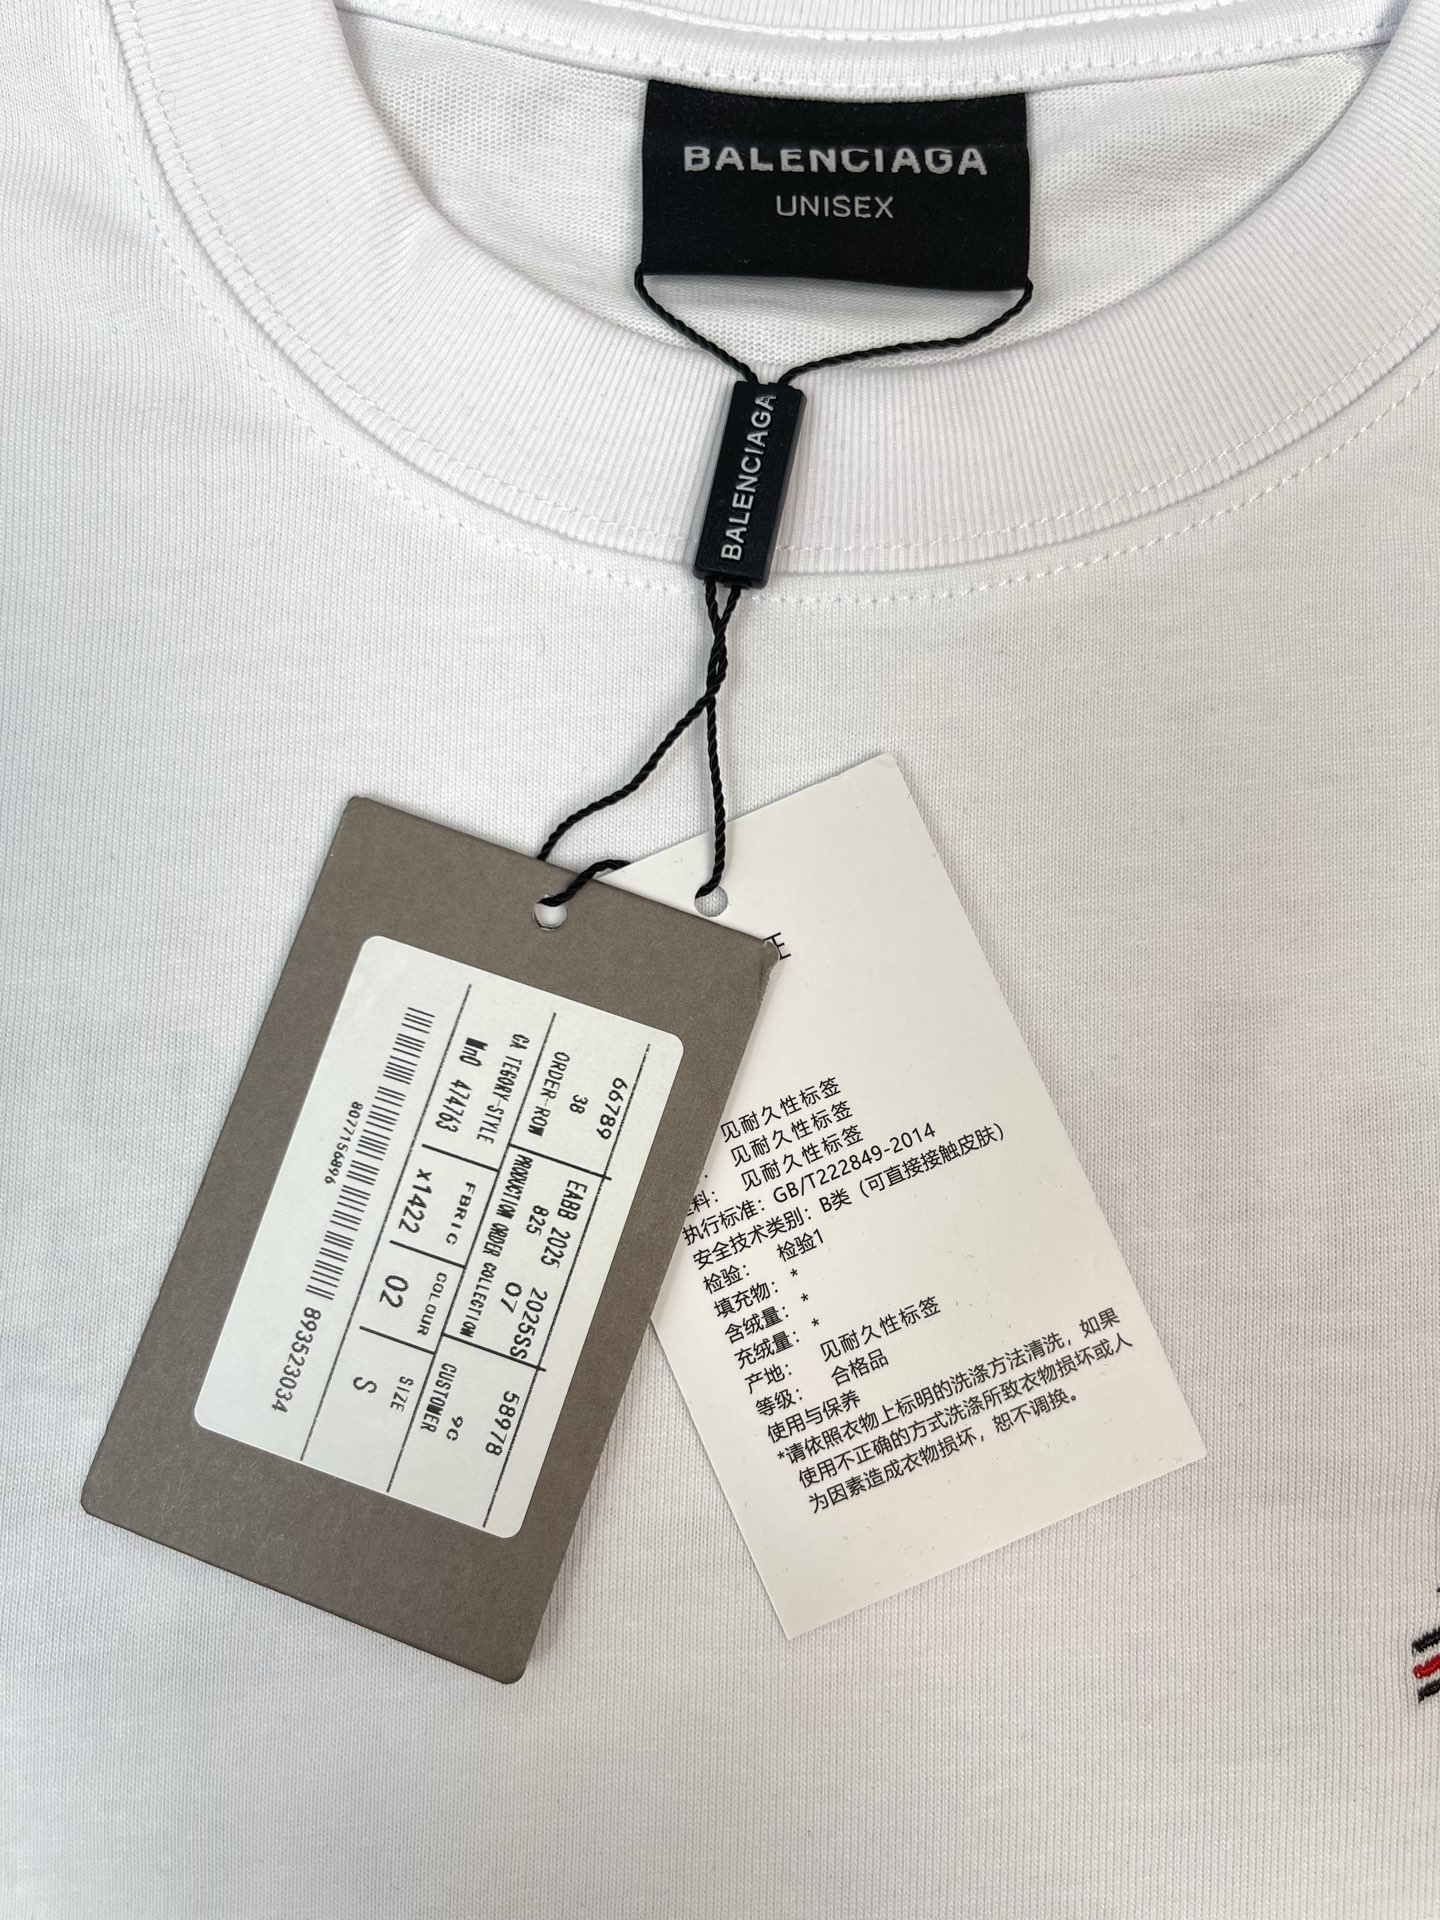 BALENCIAGA
UNISEX
BALENCIAGA
66789
EABB 2025
2025SS
58978
38
825
07
9G
ORDER-ROW
PRODUCTION ORDER COLLECTION
CUSTOMER
CA TEGORY-STYLE
FBRIC
COLOUR
SIZE
WnO 474763
x1422
02
S
8077156896
893523034
见耐久性标签
见耐久性标签
见耐久性标签
料：
执行标准：GB/T222849-2014
安全技术类别：B类（可直接接触皮肤）
检验： 检验1
填充物： *
含绒量： *
充绒量： *
产地： 见耐久性标签
等级： 合格品
使用与保养
*请依照衣物上标明的洗涤方法清洗，如果
使用不正确的方式洗涤所致衣物损坏或人
为因素造成衣物损坏，恕不调换。